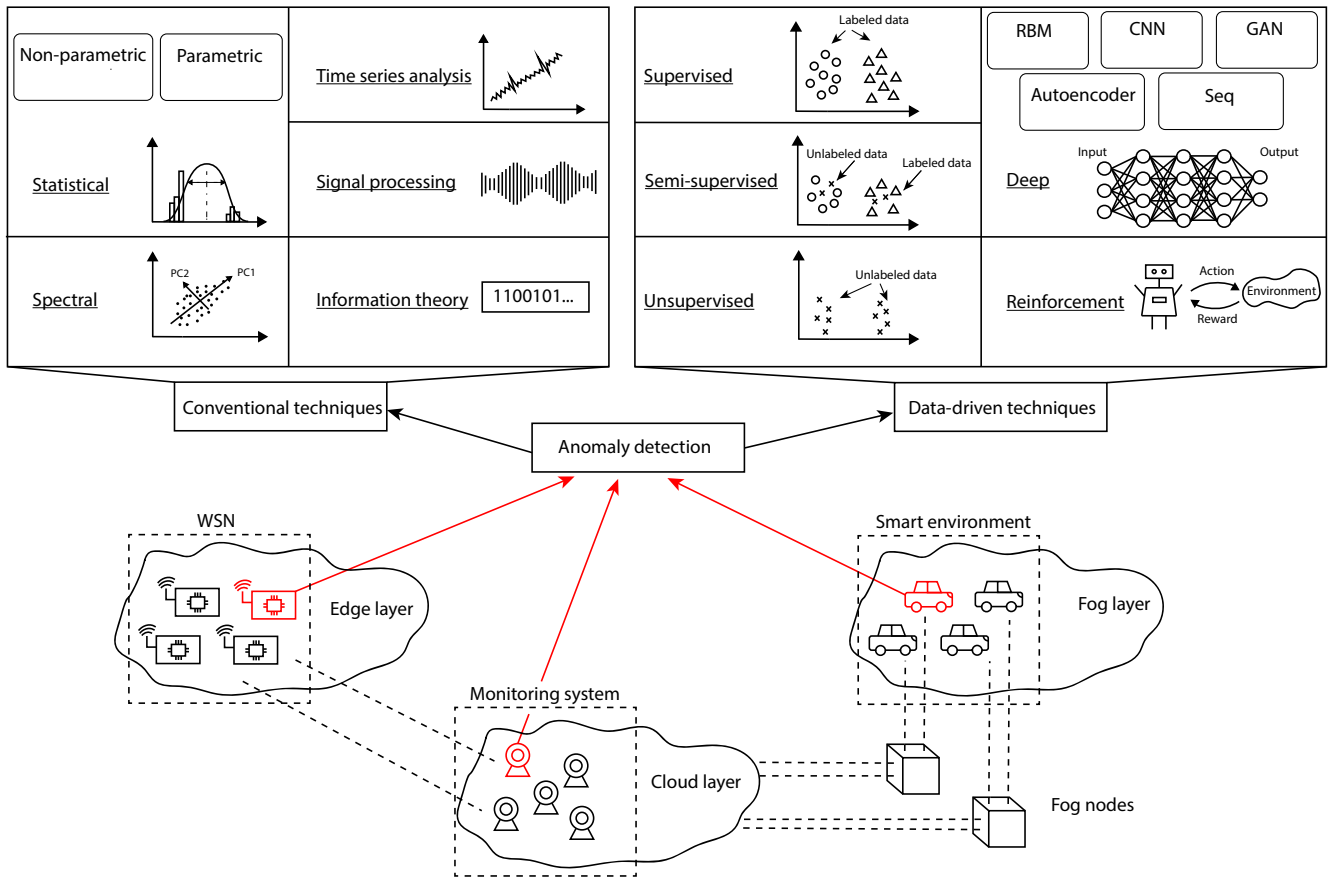 Non-parametric
Parametric
Statistical
Spectral
PC2
PC1
Time series analysis
Signal processing
Information theory
1100101...
Supervised
Labeled data
Semi-supervised
Unlabeled data
Labeled data
Unsupervised
Unlabeled data
RBM
CNN
GAN
Autoencoder
Seq
Deep
Input
Output
Reinforcement
Action
Reward
Environment
Conventional techniques
Data-driven techniques
Anomaly detection
WSN
Edge layer
Smart environment
Fog layer
Monitoring system
Cloud layer
Fog nodes